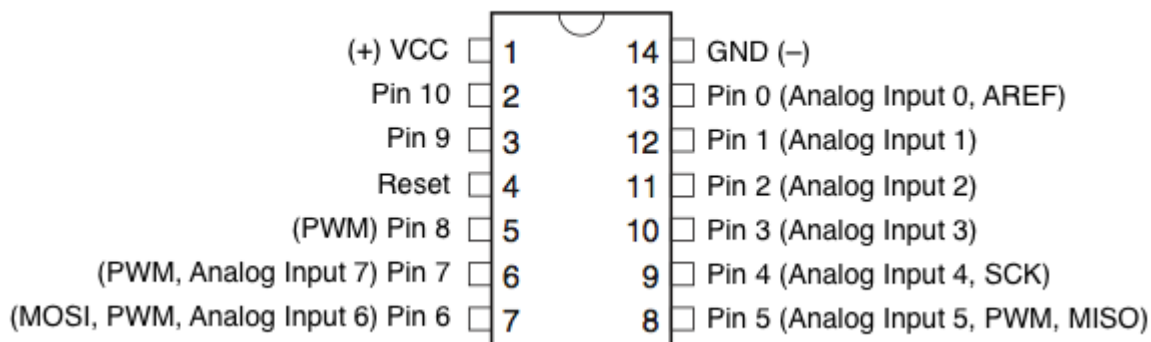 (+) VCC 1 14 GND (–)
Pin 10 2 13 Pin 0 (Analog Input 0, AREF)
Pin 9 3 12 Pin 1 (Analog Input 1)
Reset 4 11 Pin 2 (Analog Input 2)
(PWM) Pin 8 5 10 Pin 3 (Analog Input 3)
(PWM, Analog Input 7) Pin 7 6 9 Pin 4 (Analog Input 4, SCK)
(MOSI, PWM, Analog Input 6) Pin 6 7 8 Pin 5 (Analog Input 5, PWM, MISO)